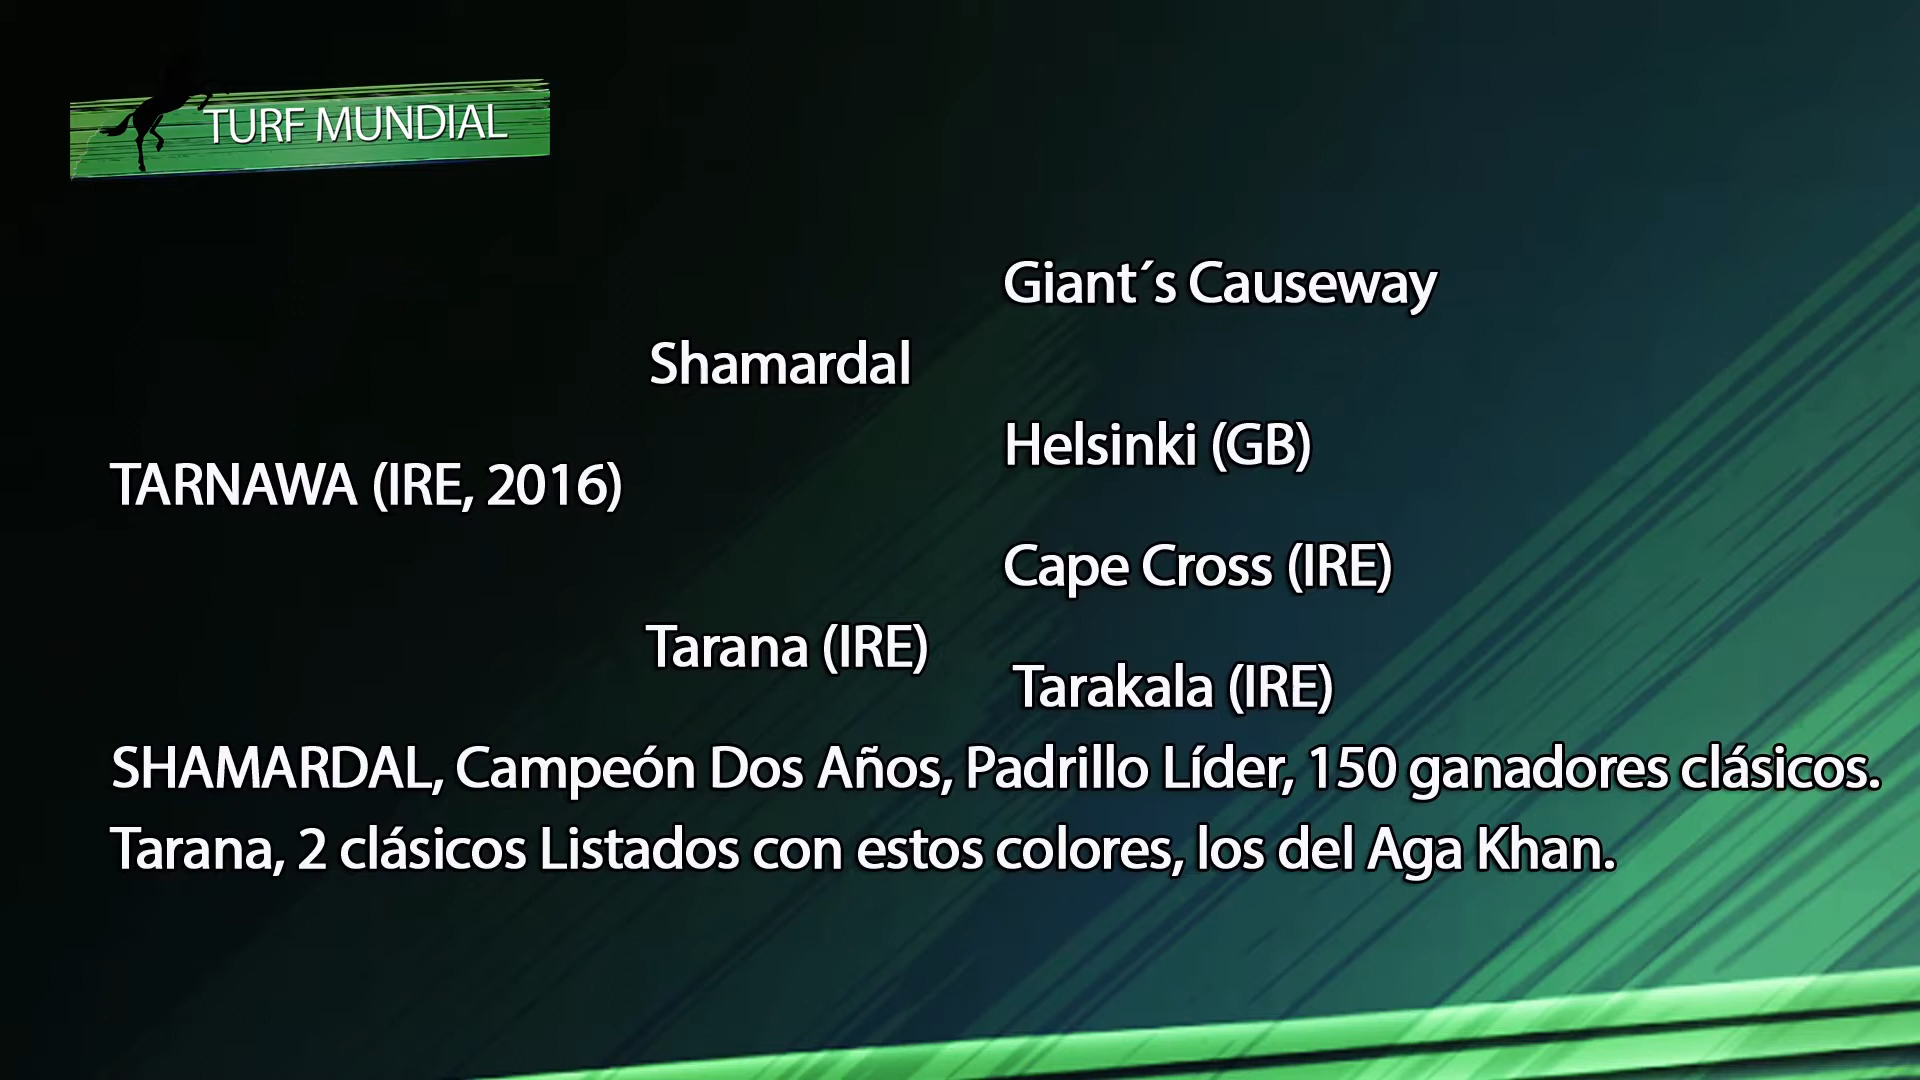 TURF MUNDIAL
Giant´s Causeway
Shamardal
Helsinki (GB)
TARNAWA (IRE, 2016)
Cape Cross (IRE)
Tarana (IRE)
Tarakala (IRE)
SHAMARDAL, Campeón Dos Años, Padrillo Líder, 150 ganadores clásicos.
Tarana, 2 clásicos Listados con estos colores, los del Aga Khan.